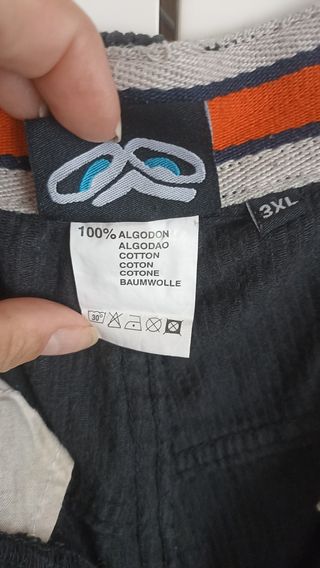 100% ALGODON
ALGODAO
COTTON
COTON
COTONE
BAUMWOLLE
30°
3XL